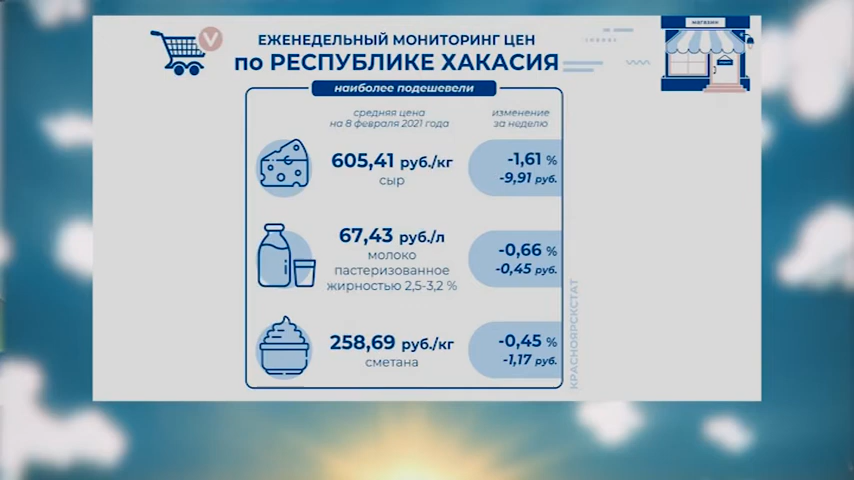 магазин
ЕЖЕНЕДЕЛЬНЫЙ МОНИТОРИНГ ЦЕН
по РЕСПУБЛИКЕ ХАКАСИЯ
наиболее подешевели
средняя цена
на 8 февраля 2021 года
изменение
за неделю
605,41 руб./кг
сыр
-1,61 %
-9,91 руб.
67,43 руб./л
молоко
пастеризованное
жирностью 2,5-3,2 %
-0,66 %
-0,45 руб.
258,69 руб./кг
сметана
-0,45 %
-1,17 руб.
КРАСНОЯРСКСТАТ